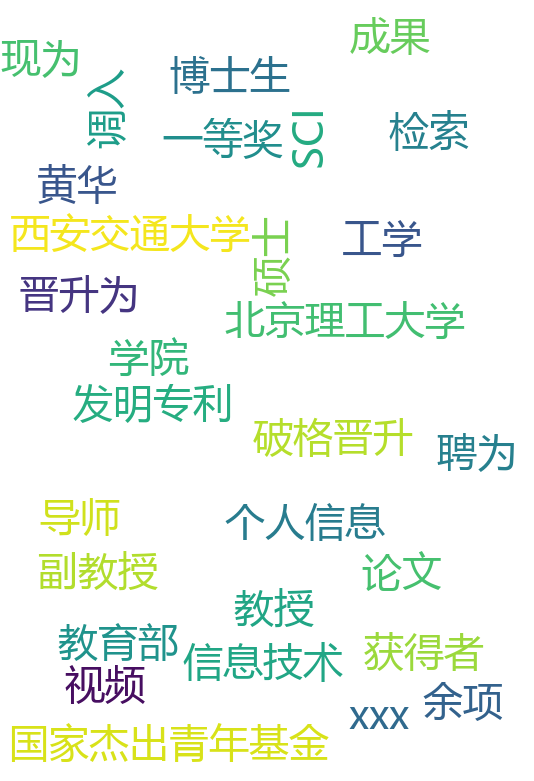 成果
现为
博士生
调入
一等奖
SCI
检索
黄华
西安交通大学
硕士
工学
晋升为
北京理工大学
学院
发明专利
破格晋升
聘为
导师
个人信息
副教授
论文
教授
教育部
信息技术
获得者
视频
余项
xxx
国家杰出青年基金